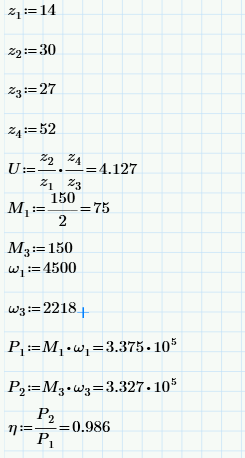 z₁:=14
z₂:=30
z₃:=27
z₄:=52
U:=z₂/z₁·z₄/z₃=4.127
M₁:=150/2=75
M₃:=150
ω₁:=4500
ω₃:=2218
P₁:=M₁·ω₁=3.375·10⁵
P₂:=M₃·ω₃=3.327·10⁵
η:=P₂/P₁=0.986